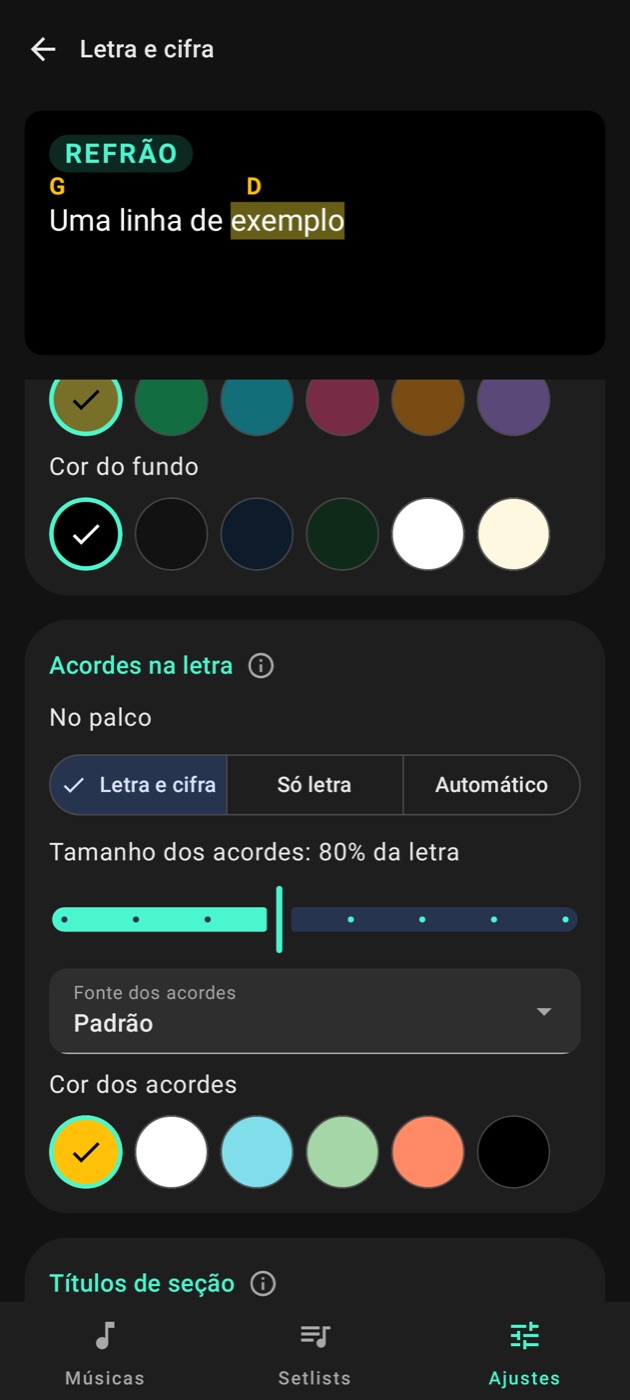 Letra e cifra
REFRÃO
G D
Uma linha de exemplo
Cor do fundo
Acordes na letra
No palco
Letra e cifra Só letra Automático
Tamanho dos acordes: 80% da letra
Fonte dos acordes
Padrão
Cor dos acordes
Títulos de seção
Músicas Setlists Ajustes